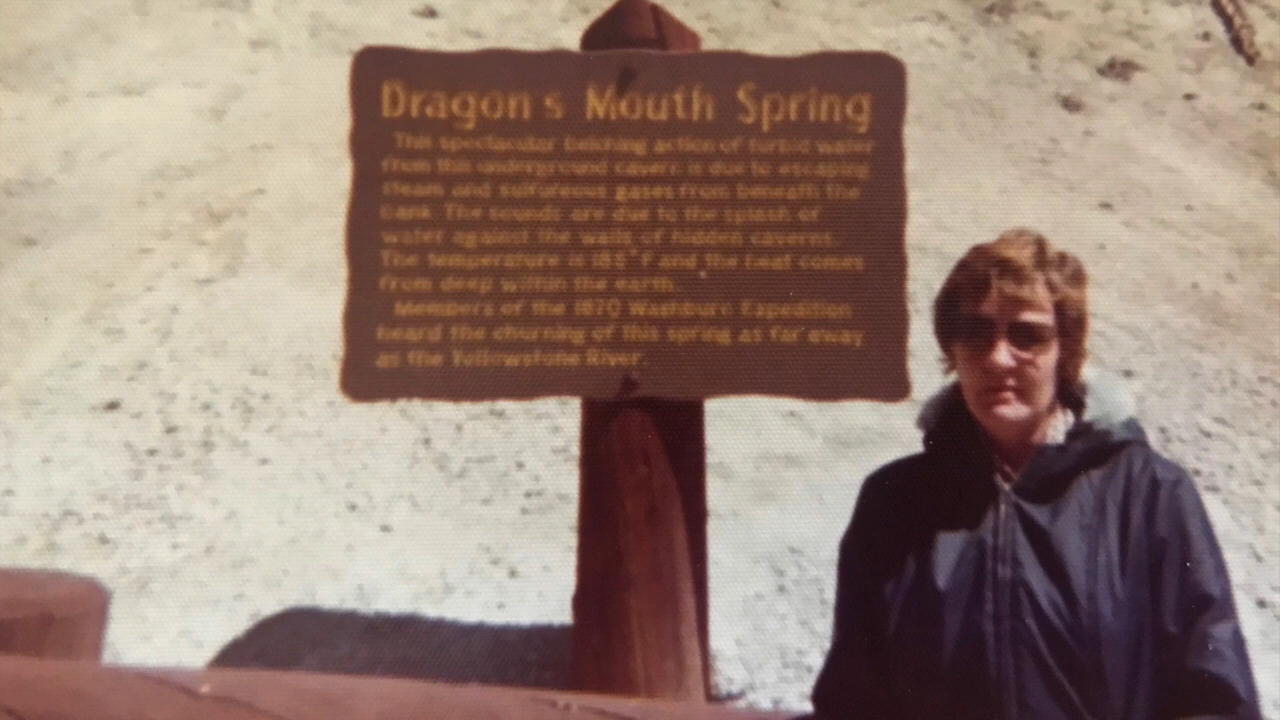 Dragon's Mouth Spring
This spectacular belching action of turbid water
from this underground cavern is due to escaping
steam and sulfureous gases from beneath the
bank. The sounds are due to the splash of
water against the walls of hidden caverns.
The temperature is °F and the heat comes
from deep within the earth.
Members of the 1870 Washburn Expedition
heard the churning of this spring as far away
as the Yellowstone River.